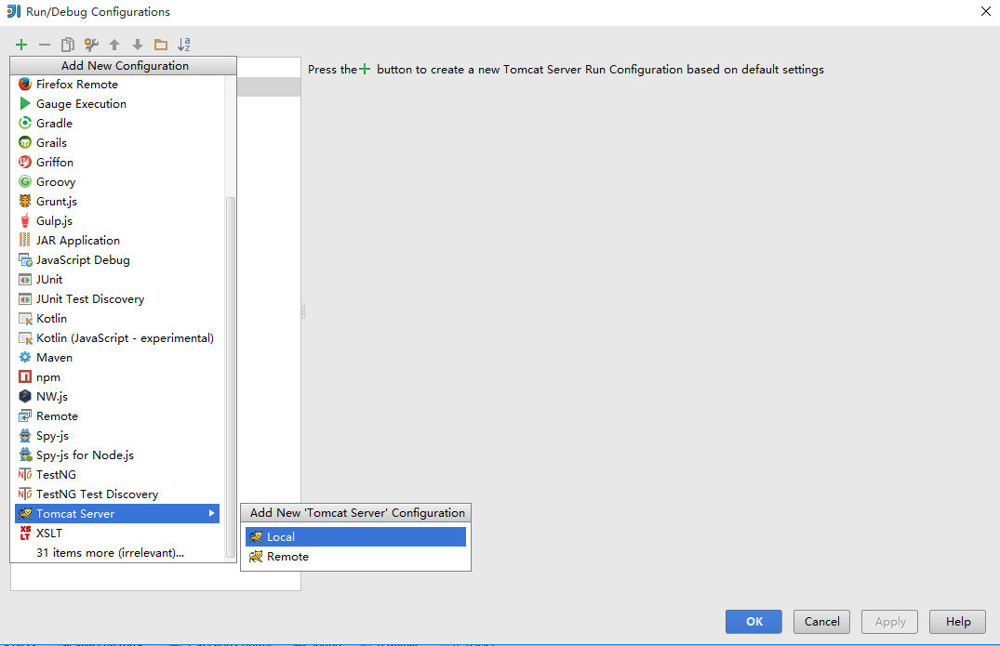 Run/Debug Configurations
Add New Configuration
Press the button to create a new Tomcat Server Run Configuration based on default settings
Firefox Remote
Gauge Execution
Gradle
Grails
Griffon
Groovy
Grunt.js
Gulp.js
JAR Application
JavaScript Debug
JUnit
JUnit Test Discovery
Kotlin
Kotlin (JavaScript - experimental)
Maven
npm
NW.js
Remote
Spy-js
Spy-js for Node.js
TestNG
TestNG Test Discovery
Tomcat Server
XSLT
31 items more (irrelevant)...
Add New 'Tomcat Server' Configuration
Local
Remote
OK
Cancel
Apply
Help